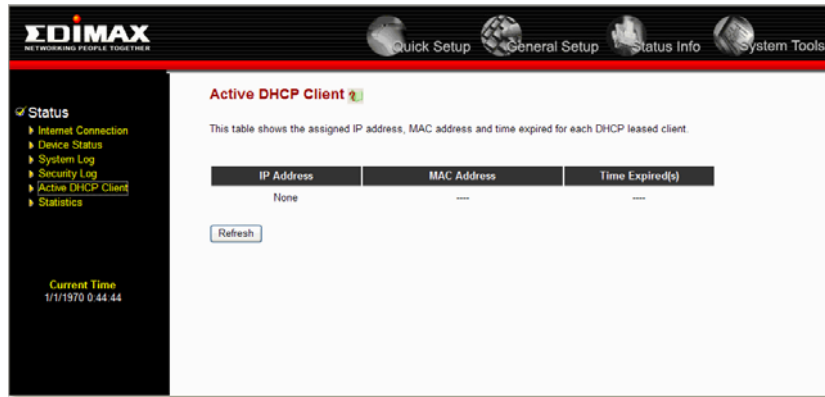 EDIMAX
NETWORKING PEOPLE TOGETHER
Quick Setup
General Setup
Status Info
System Tools
Status
Internet Connection
Device Status
System Log
Security Log
Active DHCP Client
Statistics
Current Time
1/1/1970 0:44:44
Active DHCP Client
This table shows the assigned IP address, MAC address and time expired for each DHCP leased client.
IP Address MAC Address Time Expired(s)
None ---- ----
Refresh